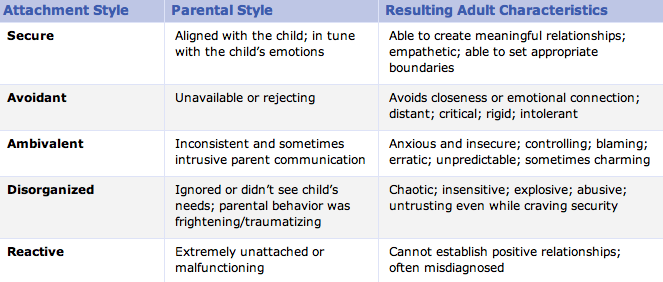 Attachment Style Parental Style Resulting Adult Characteristics
Secure Aligned with the child; in tune Able to create meaningful relationships;
with the child's emotions empathetic; able to set appropriate
boundaries
Avoidant Unavailable or rejecting Avoids closeness or emotional connection;
distant; critical; rigid; intolerant
Ambivalent Inconsistent and sometimes Anxious and insecure; controlling; blaming;
intrusive parent communication erratic; unpredictable; sometimes charming
Disorganized Ignored or didn't see child's Chaotic; insensitive; explosive; abusive;
needs; parental behavior was untrusting even while craving security
frightening/traumatizing
Reactive Extremely unattached or Cannot establish positive relationships;
malfunctioning often misdiagnosed